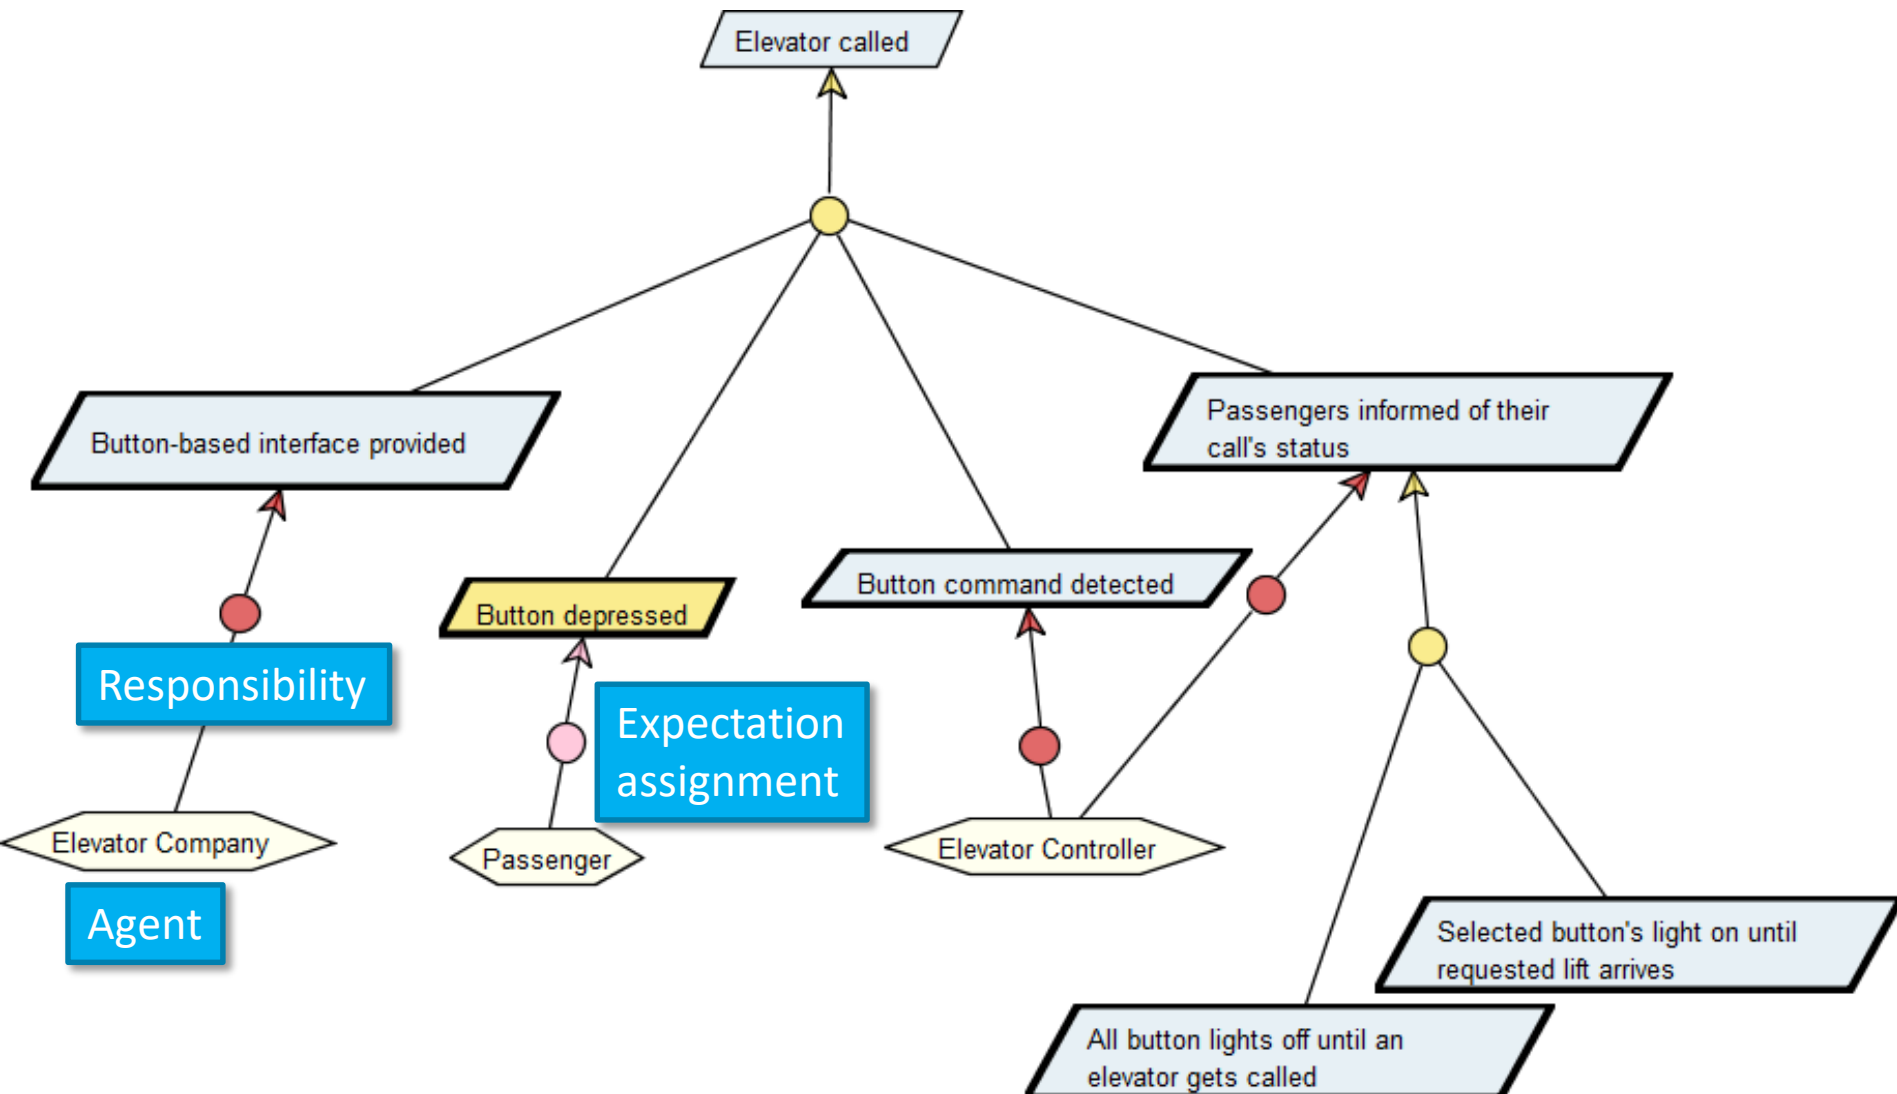 Elevator called
Button-based interface provided
Passengers informed of their
call's status
Button depressed
Button command detected
Responsibility
Expectation
assignment
Elevator Company
Passenger
Elevator Controller
Agent
Selected button's light on until
requested lift arrives
All button lights off until an
elevator gets called